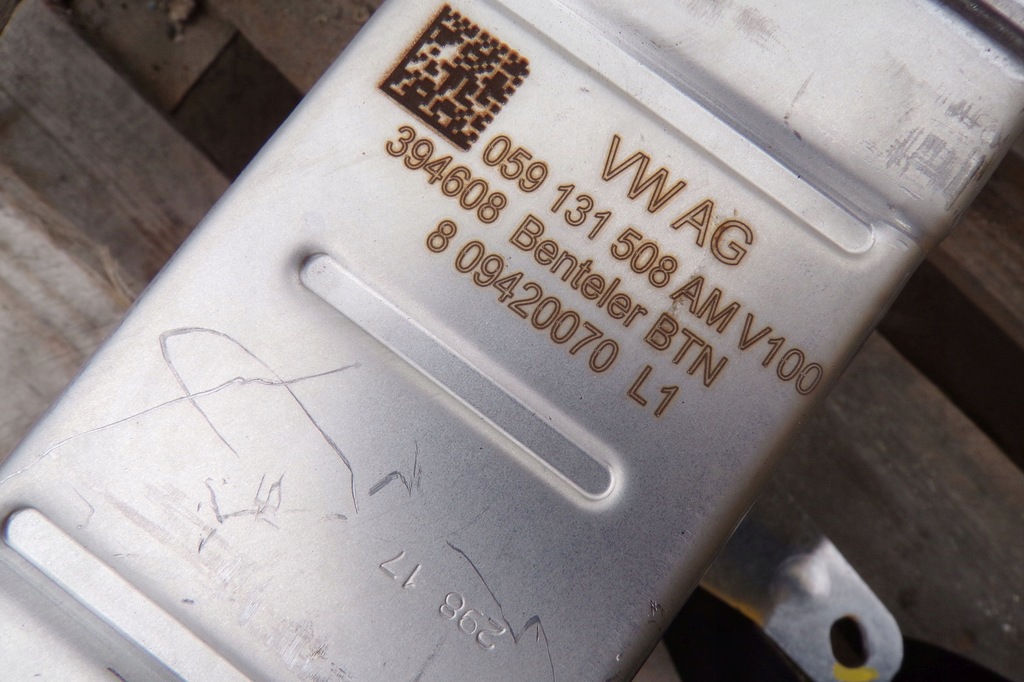 VW AG
059 131 508 AM V100
394608 Benteler BTN
8 09420070 L1
298 17